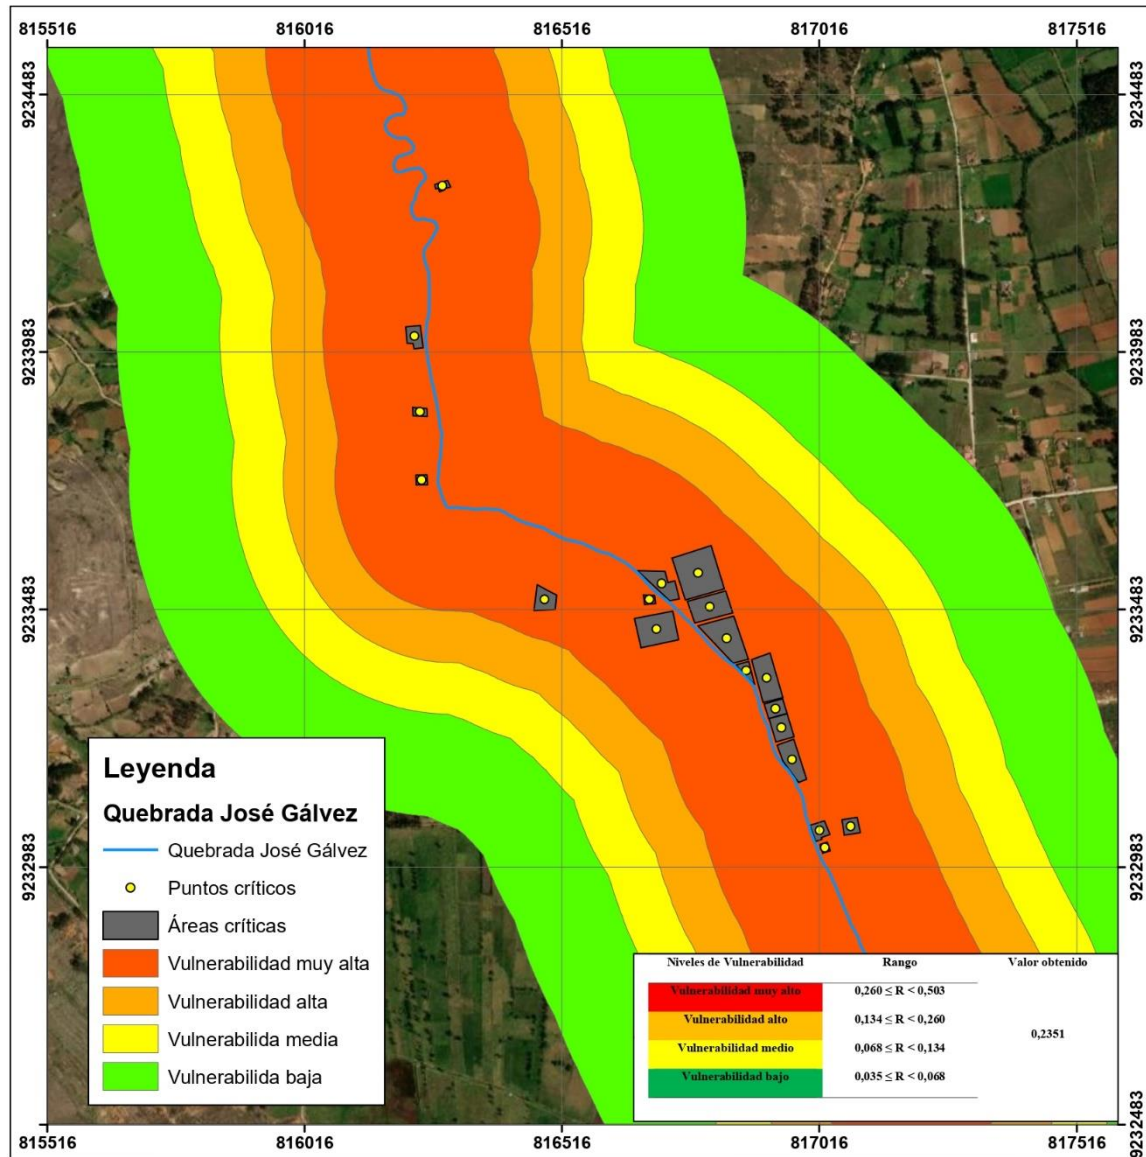 815516 816016 816516 817016 817516
9234483 9234483
9233983 9233983
9233483 9233483
9232983 9232983
9232483 9232483
Leyenda
Quebrada José Gálvez
Quebrada José Gálvez
Puntos críticos
Áreas críticas
Vulnerabilidad muy alta
Vulnerabilidad alta
Vulnerabilida media
Vulnerabilida baja
Niveles de Vulnerabilidad Rango Valor obtenido
Vulnerabilidad muy alto 0,260 ≤ R < 0,503
Vulnerabilidad alto 0,134 ≤ R < 0,260
0,2351
Vulnerabilidad medio 0,068 ≤ R < 0,134
Vulnerabilidad bajo 0,035 ≤ R < 0,068
815516 816016 816516 817016 817516